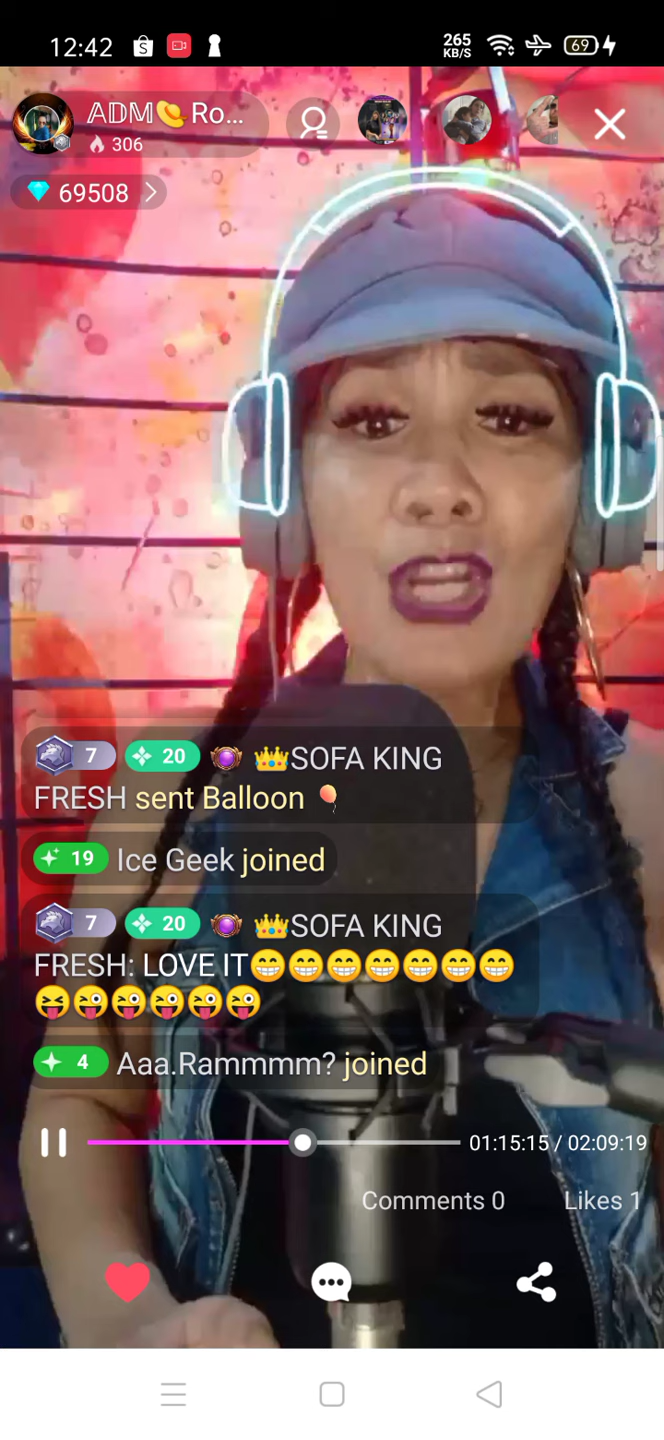 12:42
265
KB/S
69
𝔸𝔻𝕄👒Ro...
306
69508
7 20 👑SOFA KING
FRESH sent Balloon
19 Ice Geek joined
7 20 👑SOFA KING
FRESH: LOVE IT😁😁😁😁😁😁😁
😝😜😜😜😜😜
4 Aaa.Rammmm? joined
01:15:15 / 02:09:19
Comments 0 Likes 1